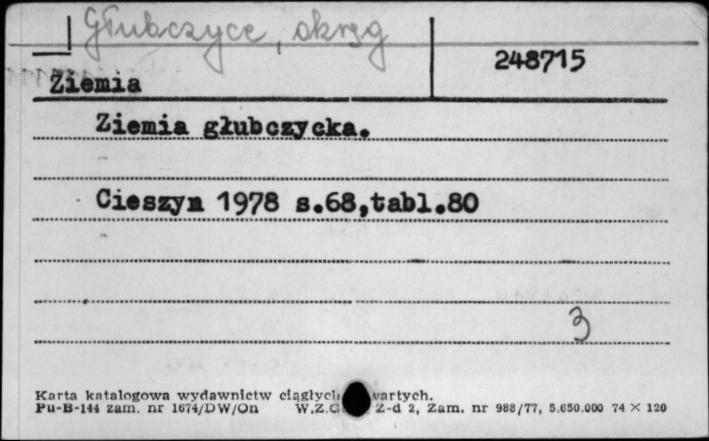 Głubczyce, okręg
248715
Ziemia
Ziemia głubczycka.
Cieszyn 1978 s.68,tabl.80
3
Karta katalogowa wydawnictw ciągłych wartych.
Pu-B-144 zam. nr 1674/DW/On W.Z.G Z-d 2, Zam. nr 988/77, 5.650.000 74 × 120